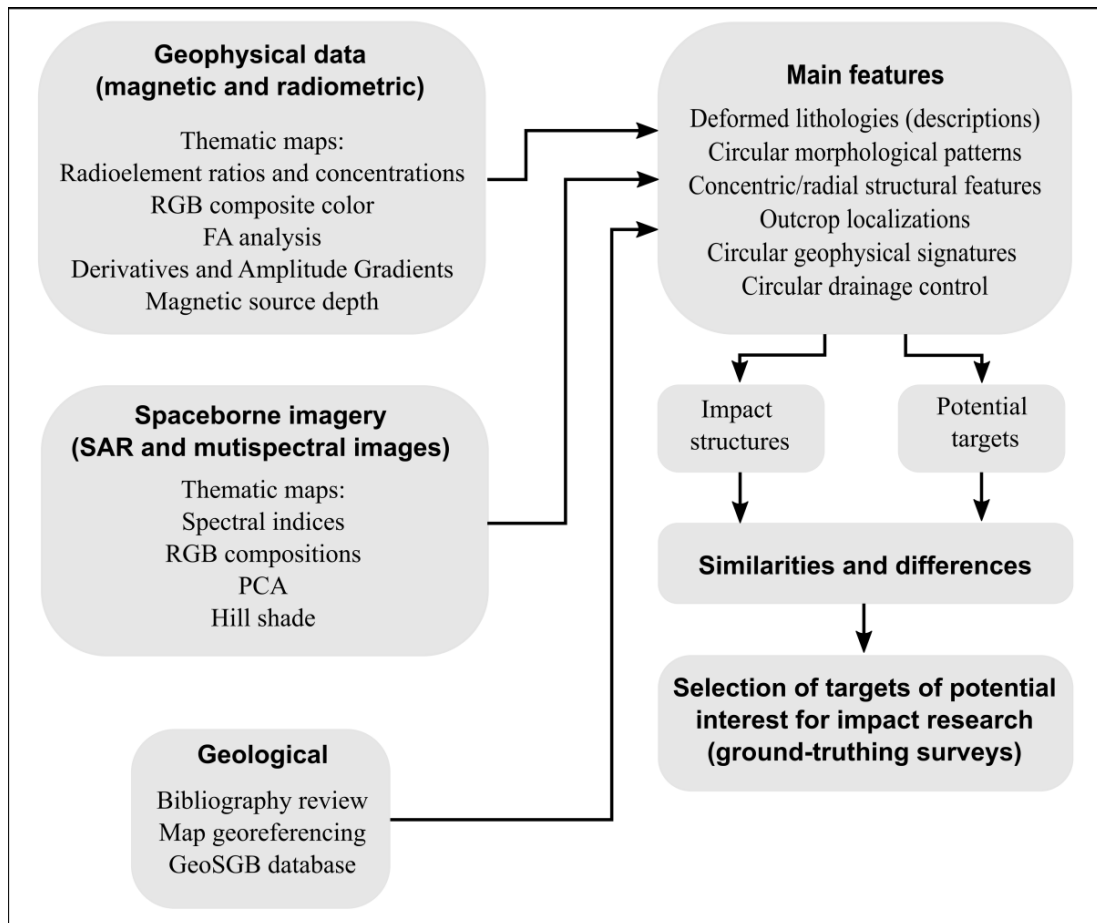 Geophysical data
(magnetic and radiometric)
Thematic maps:
Radioelement ratios and concentrations
RGB composite color
FA analysis
Derivatives and Amplitude Gradients
Magnetic source depth
Spaceborne imagery
(SAR and mutispectral images)
Thematic maps:
Spectral indices
RGB compositions
PCA
Hill shade
Geological
Bibliography review
Map georeferencing
GeoSGB database
Main features
Deformed lithologies (descriptions)
Circular morphological patterns
Concentric/radial structural features
Outcrop localizations
Circular geophysical signatures
Circular drainage control
Impact
structures
Potential
targets
Similarities and differences
Selection of targets of potential
interest for impact research
(ground-truthing surveys)